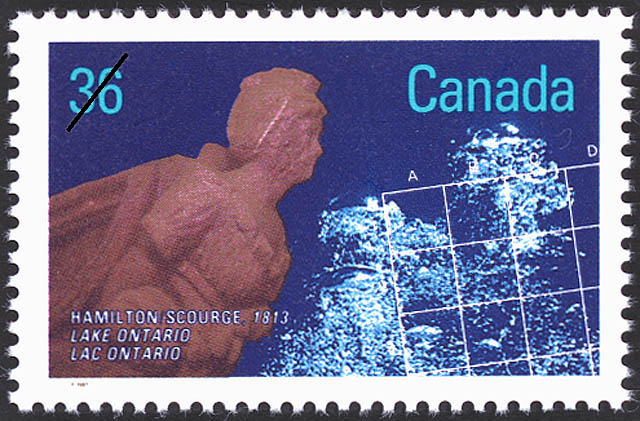 36
Canada
A B C D
HAMILTON-SCOURGE, 1813
LAKE ONTARIO
LAC ONTARIO